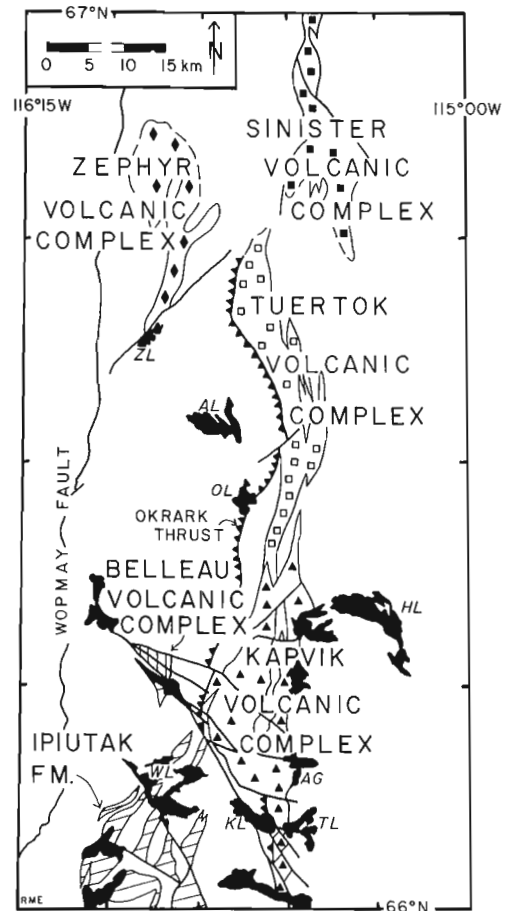 67°N
N
0 5 10 15 km
116°15W
115°00W
SINISTER
VOLCANIC
COMPLEX
ZEPHYR
VOLCANIC
COMPLEX
TUERTOK
VOLCANIC
COMPLEX
ZL
AL
OL
OKRARK
THRUST
WOPMAY FAULT
BELLEAU
VOLCANIC
COMPLEX
HL
KAPVIK
VOLCANIC
COMPLEX
IPIUTAK
FM.
WL
AG
KL
TL
RME
66°N